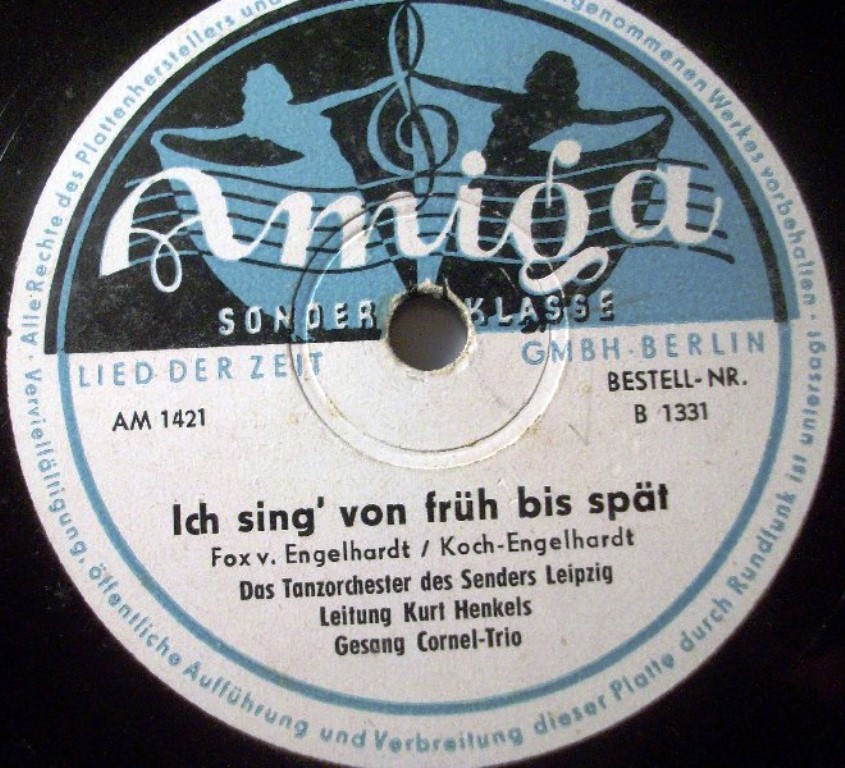 Amiga
SONDER KLASSE
LIED DER ZEIT GMBH·BERLIN
AM 1421
BESTELL-NR.
B 1331
Ich sing' von früh bis spät
Fox v. Engelhardt / Koch-Engelhardt
Das Tanzorchester des Senders Leipzig
Leitung Kurt Henkels
Gesang Cornel-Trio
Alle Rechte des Plattenherstellers und
genommenen Werkes vorbehalten · Vervielfältigung, öffentliche Aufführung und Verbreitung dieser Platte durch Rundfunk ist untersagt ·